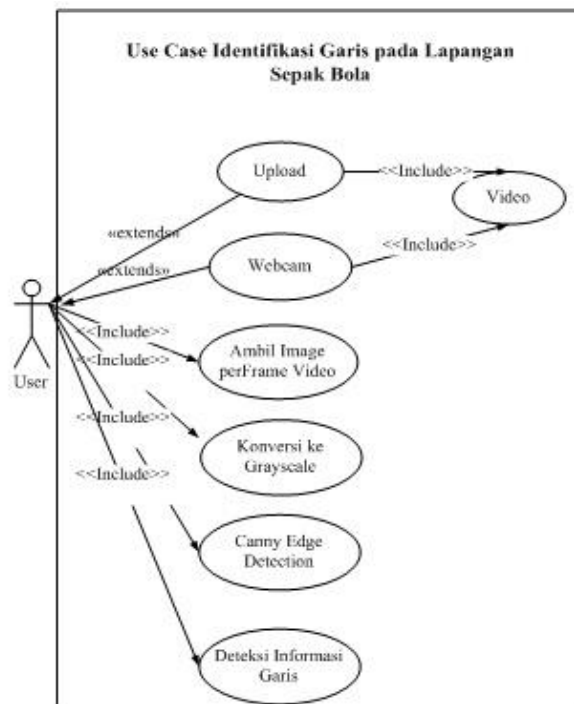 Use Case Identifikasi Garis pada Lapangan
Sepak Bola
Upload
<<Include>>
Video
«extends»
<<Include>>
Webcam
«extends»
User
<<Include>>
<<Include>>
Ambil Image
perFrame Video
<<Include>>
Konversi ke
Grayscale
<<Include>>
Canny Edge
Detection
Deteksi Informasi
Garis